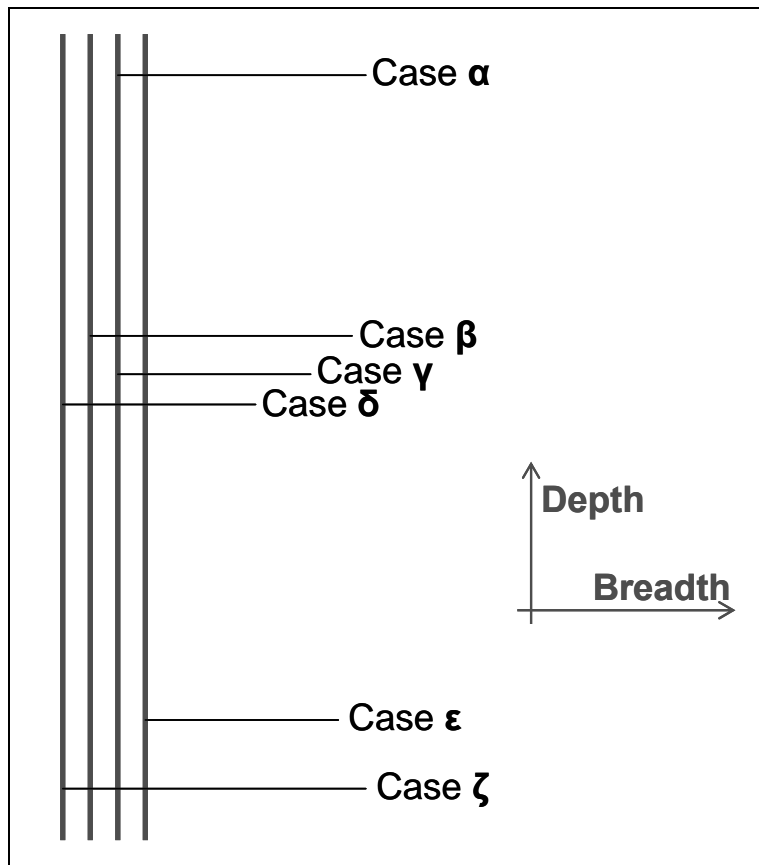 Case α
Case β
Case γ
Case δ
Depth
Breadth
Case ε
Case ζ